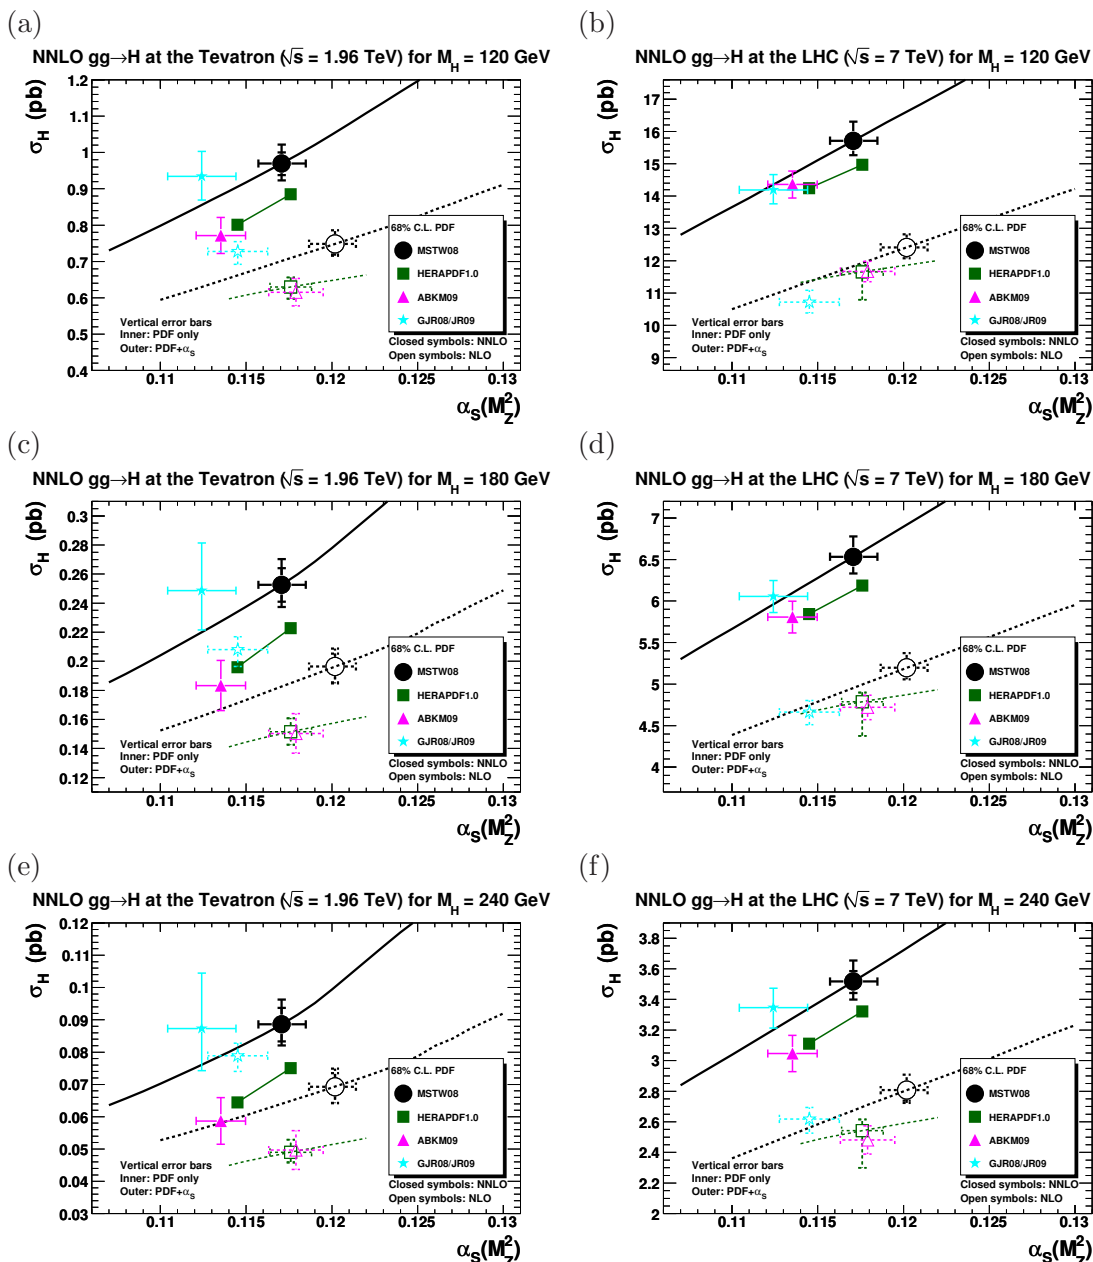 (a)
NNLO gg→H at the Tevatron (√s = 1.96 TeV) for M_H = 120 GeV
σ_H (pb)
1.2
1.1
1
0.9
0.8
0.7
0.6
0.5
0.4
68% C.L. PDF
MSTW08
HERAPDF1.0
ABKM09
GJR08/JR09
Vertical error bars
Inner: PDF only
Outer: PDF+α_S
Closed symbols: NNLO
Open symbols: NLO
0.11 0.115 0.12 0.125 0.13
α_S(M_Z^2)
(b)
NNLO gg→H at the LHC (√s = 7 TeV) for M_H = 120 GeV
σ_H (pb)
17
16
15
14
13
12
11
10
9
68% C.L. PDF
MSTW08
HERAPDF1.0
ABKM09
GJR08/JR09
Vertical error bars
Inner: PDF only
Outer: PDF+α_S
Closed symbols: NNLO
Open symbols: NLO
0.11 0.115 0.12 0.125 0.13
α_S(M_Z^2)
(c)
NNLO gg→H at the Tevatron (√s = 1.96 TeV) for M_H = 180 GeV
σ_H (pb)
0.3
0.28
0.26
0.24
0.22
0.2
0.18
0.16
0.14
0.12
68% C.L. PDF
MSTW08
HERAPDF1.0
ABKM09
GJR08/JR09
Vertical error bars
Inner: PDF only
Outer: PDF+α_S
Closed symbols: NNLO
Open symbols: NLO
0.11 0.115 0.12 0.125 0.13
α_S(M_Z^2)
(d)
NNLO gg→H at the LHC (√s = 7 TeV) for M_H = 180 GeV
σ_H (pb)
7
6.5
6
5.5
5
4.5
4
68% C.L. PDF
MSTW08
HERAPDF1.0
ABKM09
GJR08/JR09
Vertical error bars
Inner: PDF only
Outer: PDF+α_S
Closed symbols: NNLO
Open symbols: NLO
0.11 0.115 0.12 0.125 0.13
α_S(M_Z^2)
(e)
NNLO gg→H at the Tevatron (√s = 1.96 TeV) for M_H = 240 GeV
σ_H (pb)
0.12
0.11
0.1
0.09
0.08
0.07
0.06
0.05
0.04
0.03
68% C.L. PDF
MSTW08
HERAPDF1.0
ABKM09
GJR08/JR09
Vertical error bars
Inner: PDF only
Outer: PDF+α_S
Closed symbols: NNLO
Open symbols: NLO
0.11 0.115 0.12 0.125 0.13
α_S(M_Z^2)
(f)
NNLO gg→H at the LHC (√s = 7 TeV) for M_H = 240 GeV
σ_H (pb)
3.8
3.6
3.4
3.2
3
2.8
2.6
2.4
2.2
2
68% C.L. PDF
MSTW08
HERAPDF1.0
ABKM09
GJR08/JR09
Vertical error bars
Inner: PDF only
Outer: PDF+α_S
Closed symbols: NNLO
Open symbols: NLO
0.11 0.115 0.12 0.125 0.13
α_S(M_Z^2)